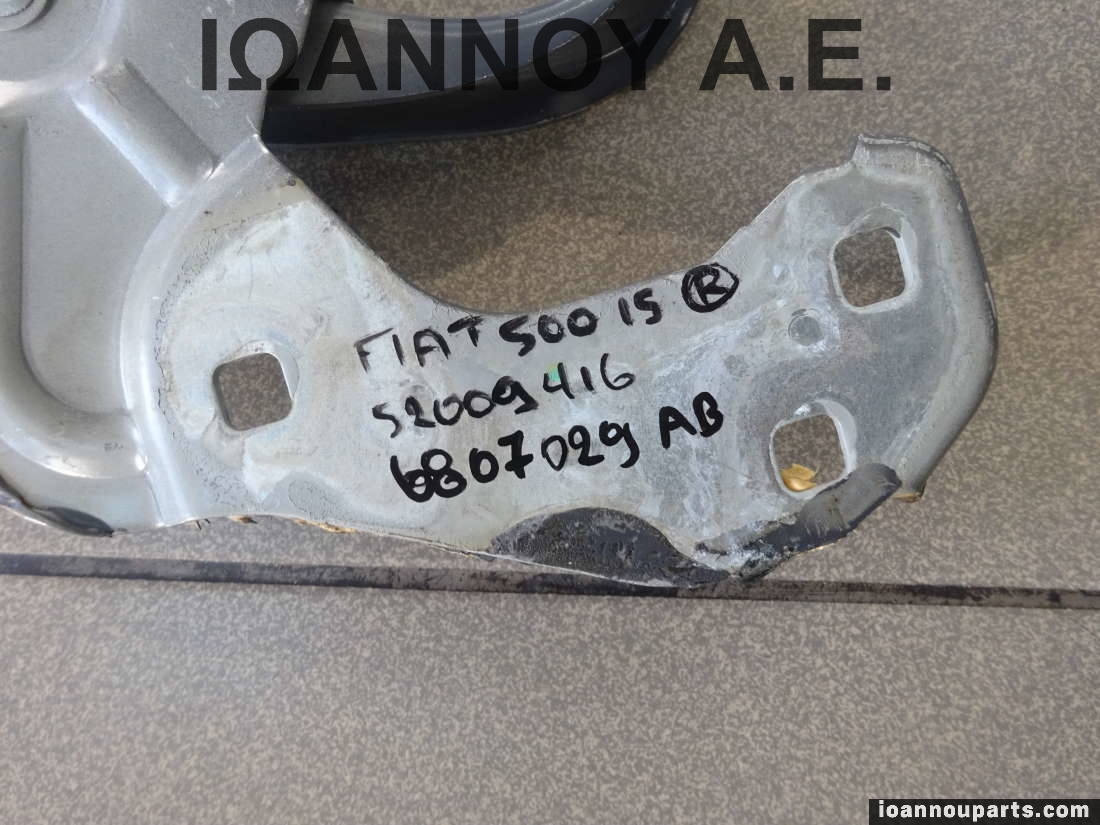 ΙΩΑΝΝΟΥ Α.Ε.
FIAT 500 15 Ⓡ
52009416
6807029 AB
ioannouparts.com